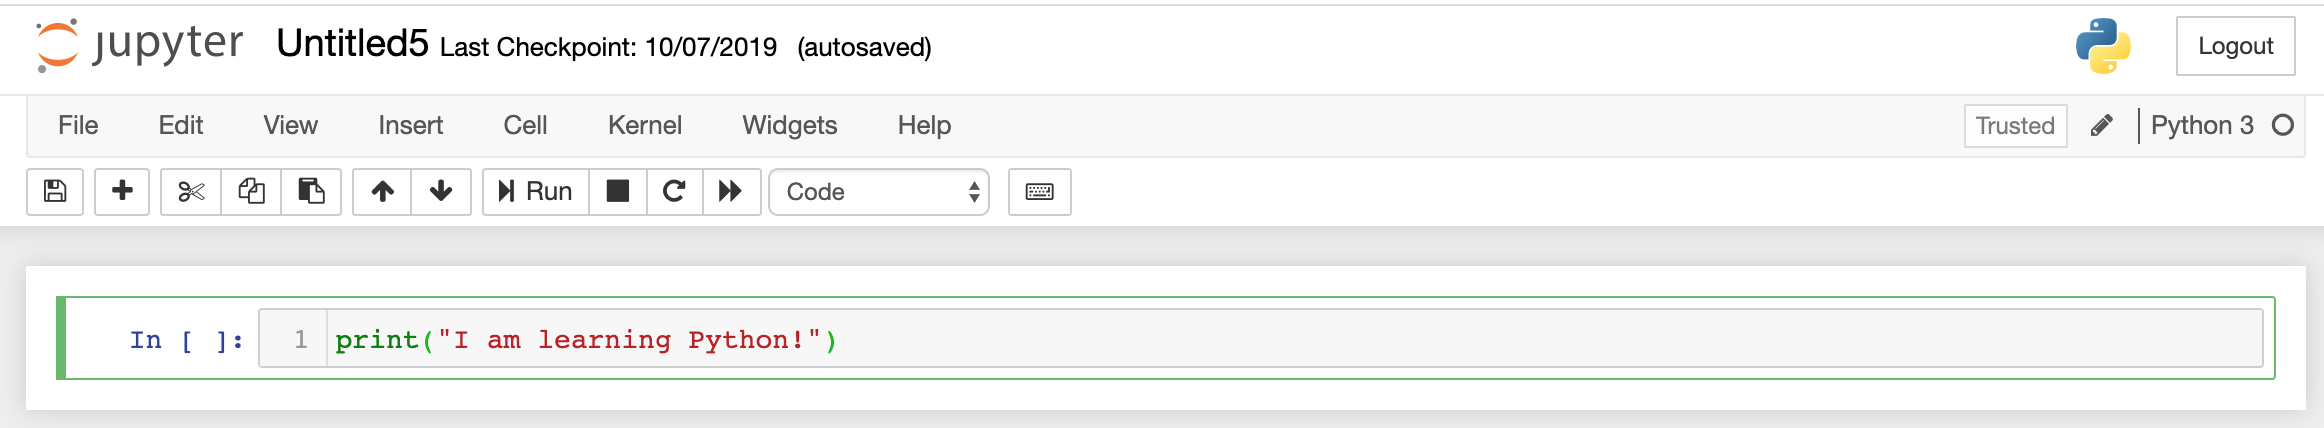 jupyter Untitled5 Last Checkpoint: 10/07/2019 (autosaved) Logout
File Edit View Insert Cell Kernel Widgets Help Trusted Python 3
Run Code
In [ ]: 1 print("I am learning Python!")